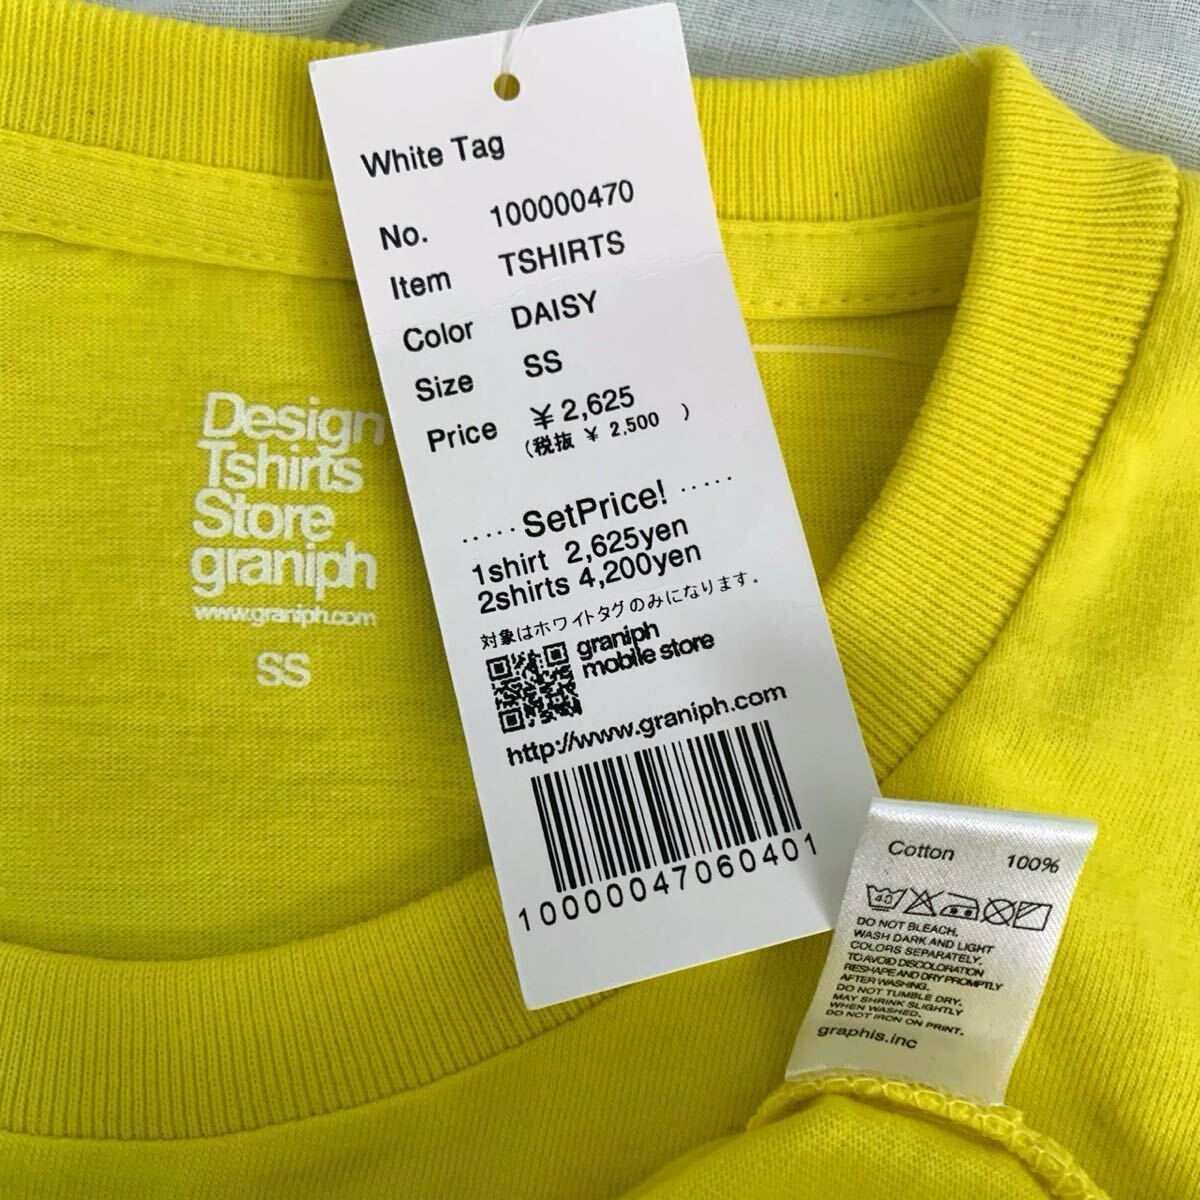 White Tag
No. 100000470
Item TSHIRTS
Color DAISY
Size SS
Price ¥2,625
(税抜 ¥ 2,500 )
..... SetPrice! .....
1shirt 2,625yen
2shirts 4,200yen
対象はホワイトタグのみになります。
graniph
mobile store
http://www.graniph.com
10000047060401
Design
Tshirts
Store
graniph
www.graniph.com
SS
Cotton 100%
40
DO NOT BLEACH.
WASH DARK AND LIGHT
COLORS SEPARATELY.
TO AVOID DISCOLORATION
RESHAPE AND DRY PROMPTLY
AFTER WASHING.
DO NOT TUMBLE DRY.
MAY SHRINK SLIGHTLY
WHEN WASHED.
DO NOT IRON ON PRINT.
graphis.inc